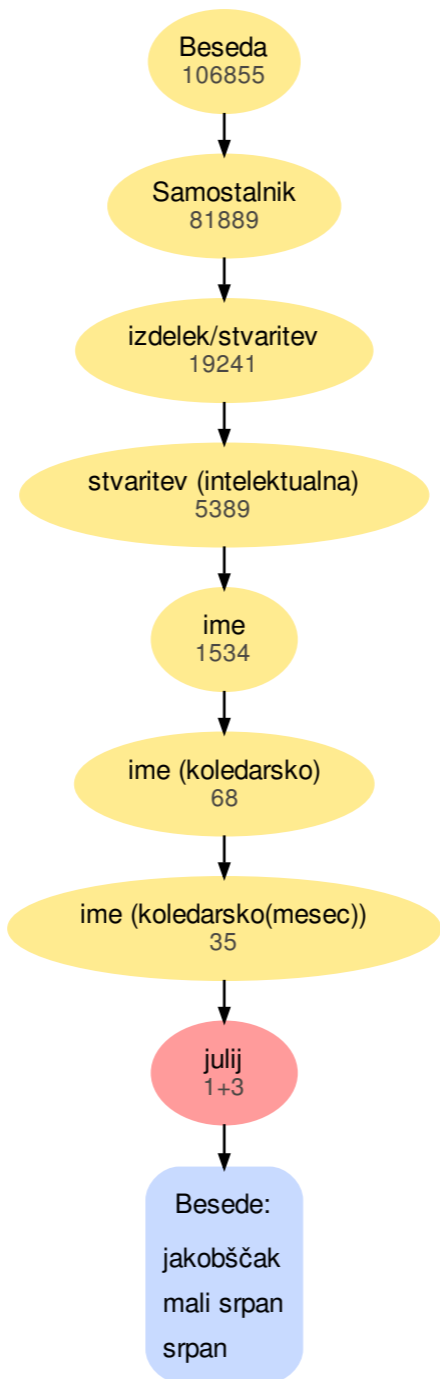 Beseda
106855
Samostalnik
81889
izdelek/stvaritev
19241
stvaritev (intelektualna)
5389
ime
1534
ime (koledarsko)
68
ime (koledarsko(mesec))
35
julij
1+3
Besede:
jakobščak
mali srpan
srpan